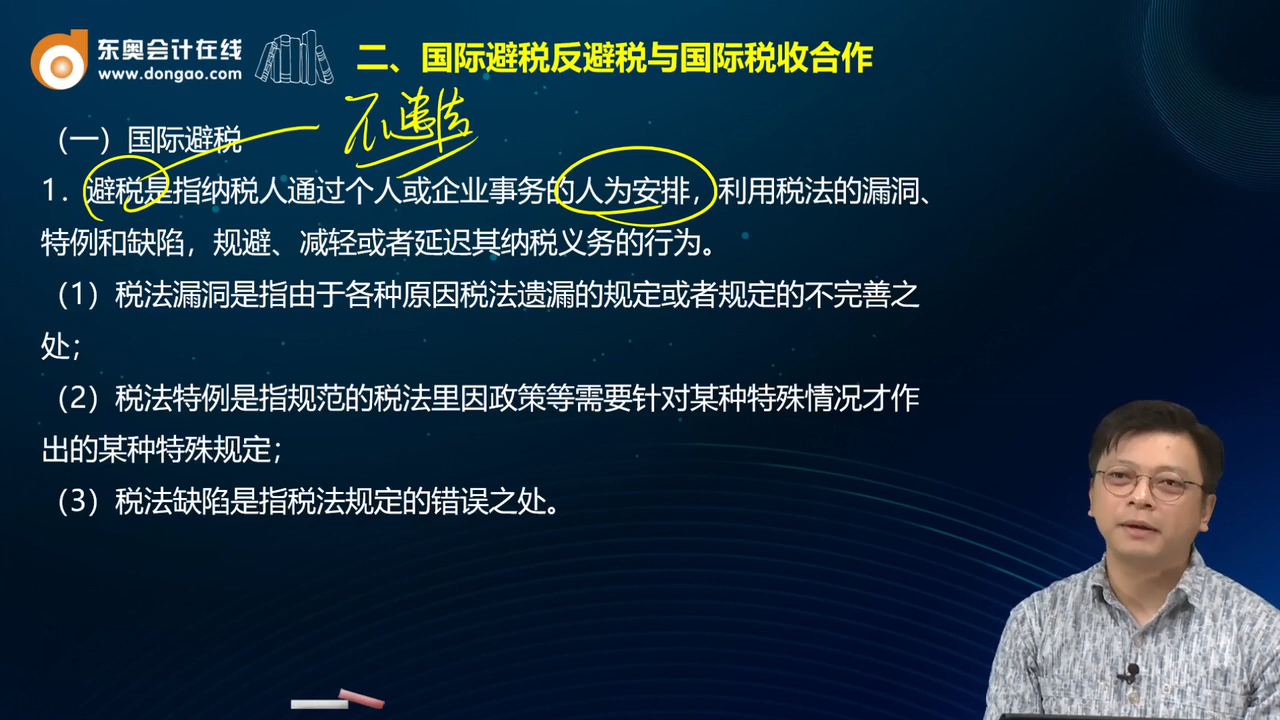 东奥会计在线
www.dongao.com
二、国际避税反避税与国际税收合作
不违法
（一）国际避税
1．避税是指纳税人通过个人或企业事务的人为安排，利用税法的漏洞、
特例和缺陷，规避、减轻或者延迟其纳税义务的行为。
（1）税法漏洞是指由于各种原因税法遗漏的规定或者规定的不完善之
处；
（2）税法特例是指规范的税法里因政策等需要针对某种特殊情况才作
出的某种特殊规定；
（3）税法缺陷是指税法规定的错误之处。